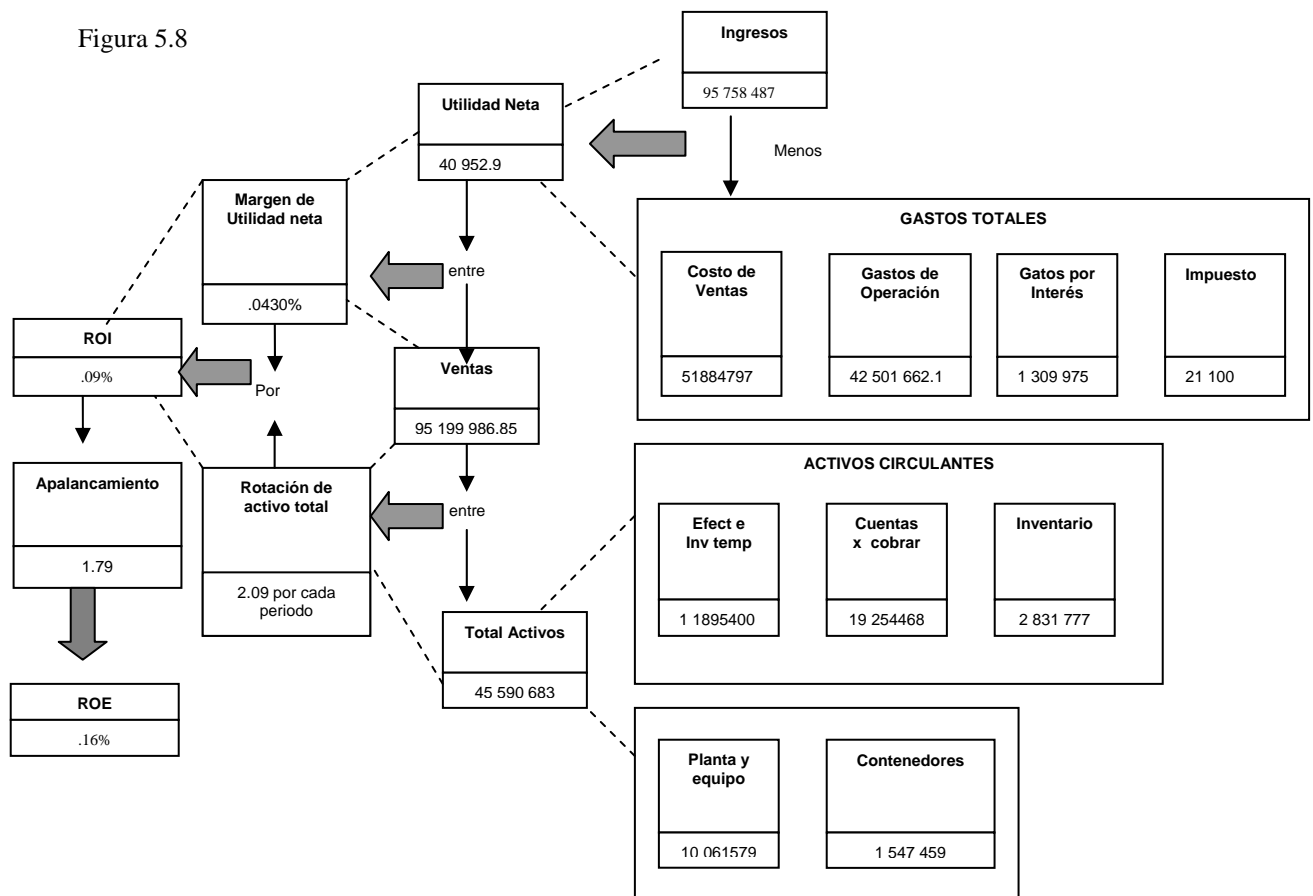 Figura 5.8
Ingresos
95 758 487
Utilidad Neta
40 952.9
Menos
Margen de
Utilidad neta
.0430%
entre
GASTOS TOTALES
Costo de
Ventas
51884797
Gastos de
Operación
42 501 662.1
Gatos por
Interés
1 309 975
Impuesto
21 100
ROI
.09%
Por
Ventas
95 199 986.85
Apalancamiento
1.79
Rotación de
activo total
2.09 por cada
periodo
entre
ACTIVOS CIRCULANTES
Efect e
Inv temp
1 1895400
Cuentas
x cobrar
19 254468
Inventario
2 831 777
Total Activos
45 590 683
ROE
.16%
Planta y
equipo
10 061579
Contenedores
1 547 459